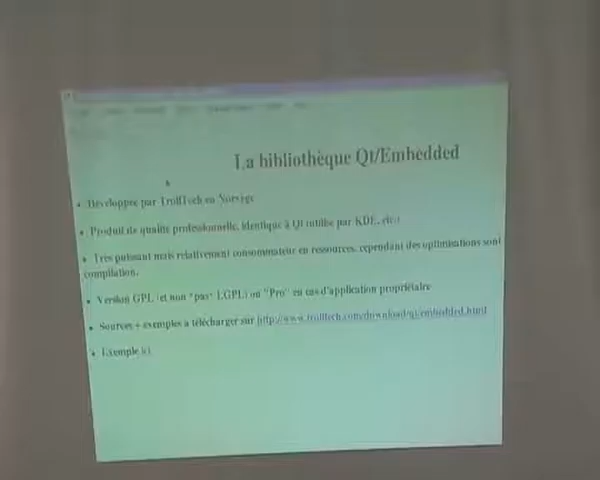 La bibliothèque Qt/Embedded
• Développée par TrollTech en Norvège
• Produit de qualité professionnelle, identique à Qt (utilisé par KDE, etc.)
• Très puissant mais relativement consommateur en ressources, cependant des optimisations sont
compilation.
• Version GPL (et non *pas* LGPL) ou "Pro" en cas d'application propriétaire
• Sources + exemples à télécharger sur http://www.trolltech.com/download/qt/embedded.html
• Exemple ici